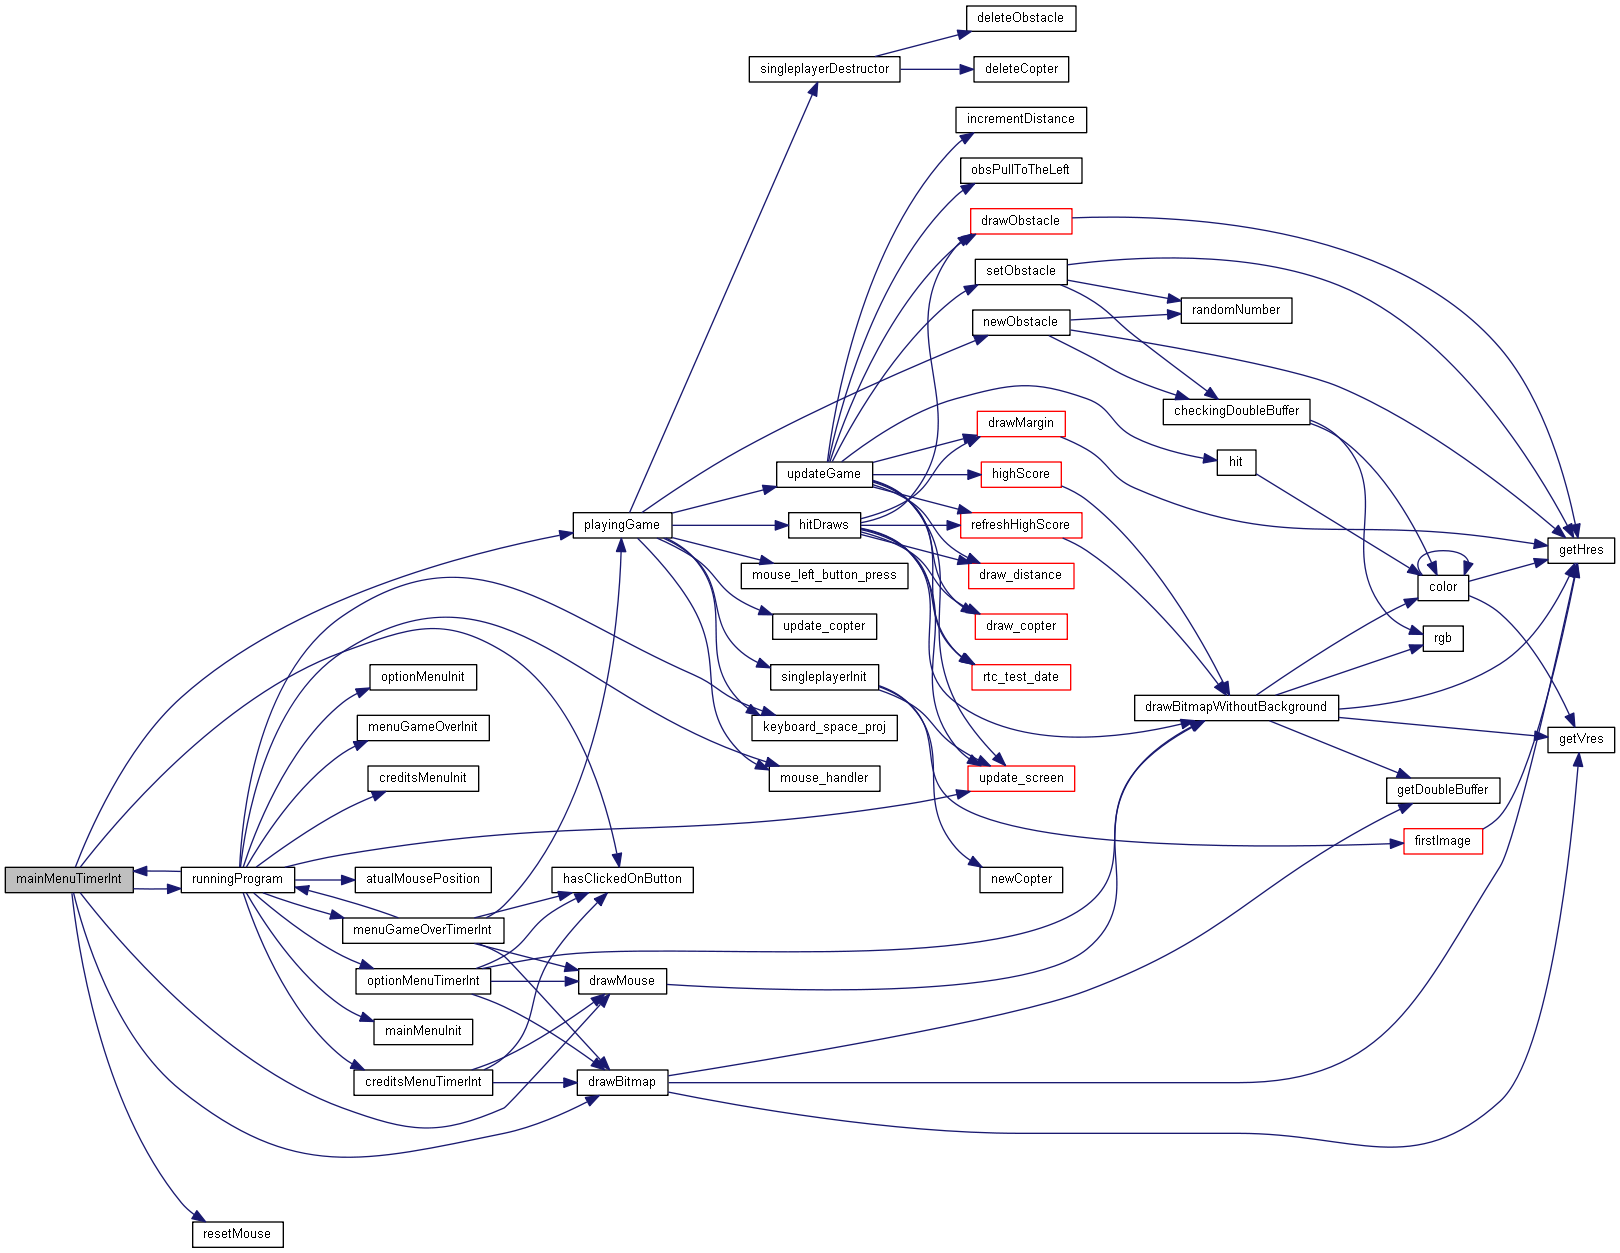 deleteObstacle
singleplayerDestructor
deleteCopter
incrementDistance
obsPullToTheLeft
drawObstacle
setObstacle
randomNumber
newObstacle
checkingDoubleBuffer
drawMargin
hit
updateGame
highScore
playingGame
hitDraws
refreshHighScore
getHres
mouse_left_button_press
draw_distance
color
update_copter
draw_copter
rgb
optionMenuInit
singleplayerInit
rtc_test_date
drawBitmapWithoutBackground
menuGameOverInit
keyboard_space_proj
getVres
creditsMenuInit
mouse_handler
update_screen
getDoubleBuffer
firstImage
mainMenuTimerInt
runningProgram
atualMousePosition
hasClickedOnButton
newCopter
menuGameOverTimerInt
optionMenuTimerInt
drawMouse
mainMenuInit
creditsMenuTimerInt
drawBitmap
resetMouse